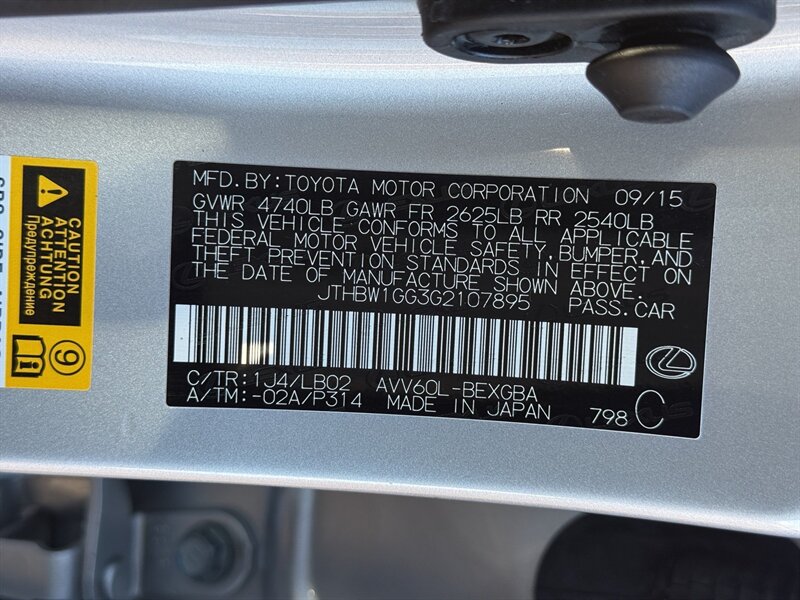 MFD.BY:TOYOTA MOTOR CORPORATION 09/15
GVWR 4740LB GAWR FR 2625LB RR 2540LB
THIS VEHICLE CONFORMS TO ALL APPLICABLE
FEDERAL MOTOR VEHICLE SAFETY,BUMPER,AND
THEFT PREVENTION STANDARDS IN EFFECT ON
THE DATE OF MANUFACTURE SHOWN ABOVE.
JTHBW1GG3G2107895 PASS.CAR
C/TR:1J4/LB02 AVV60L-BEXGBA
A/TM:-02A/P314 MADE IN JAPAN 798 C
CAUTION
ATTENTION
ACHTUNG
Предупреждение
9